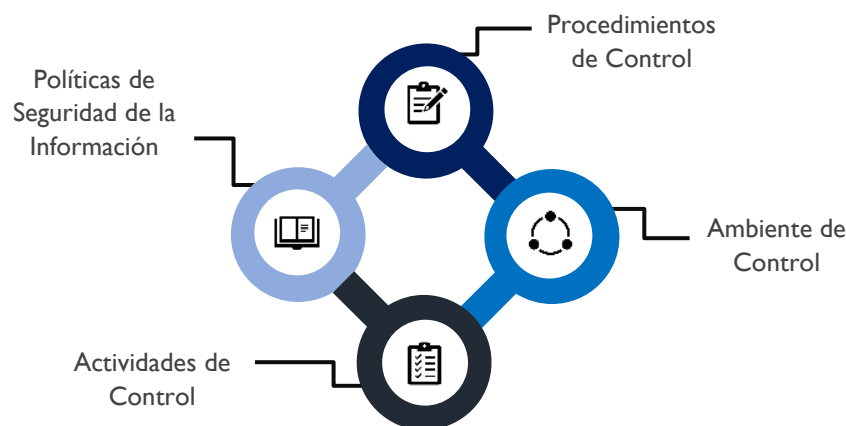 Procedimientos
de Control
Políticas de
Seguridad de la
Información
Ambiente de
Control
Actividades de
Control